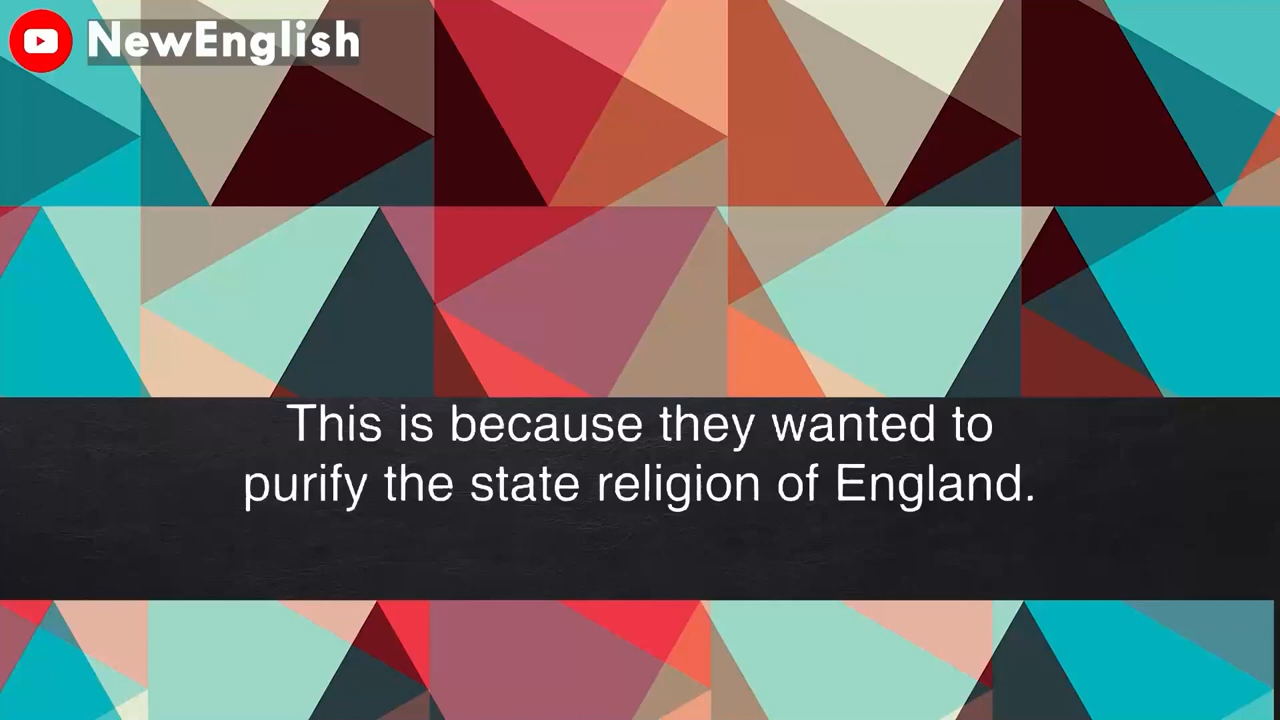 NewEnglish
This is because they wanted to
purify the state religion of England.